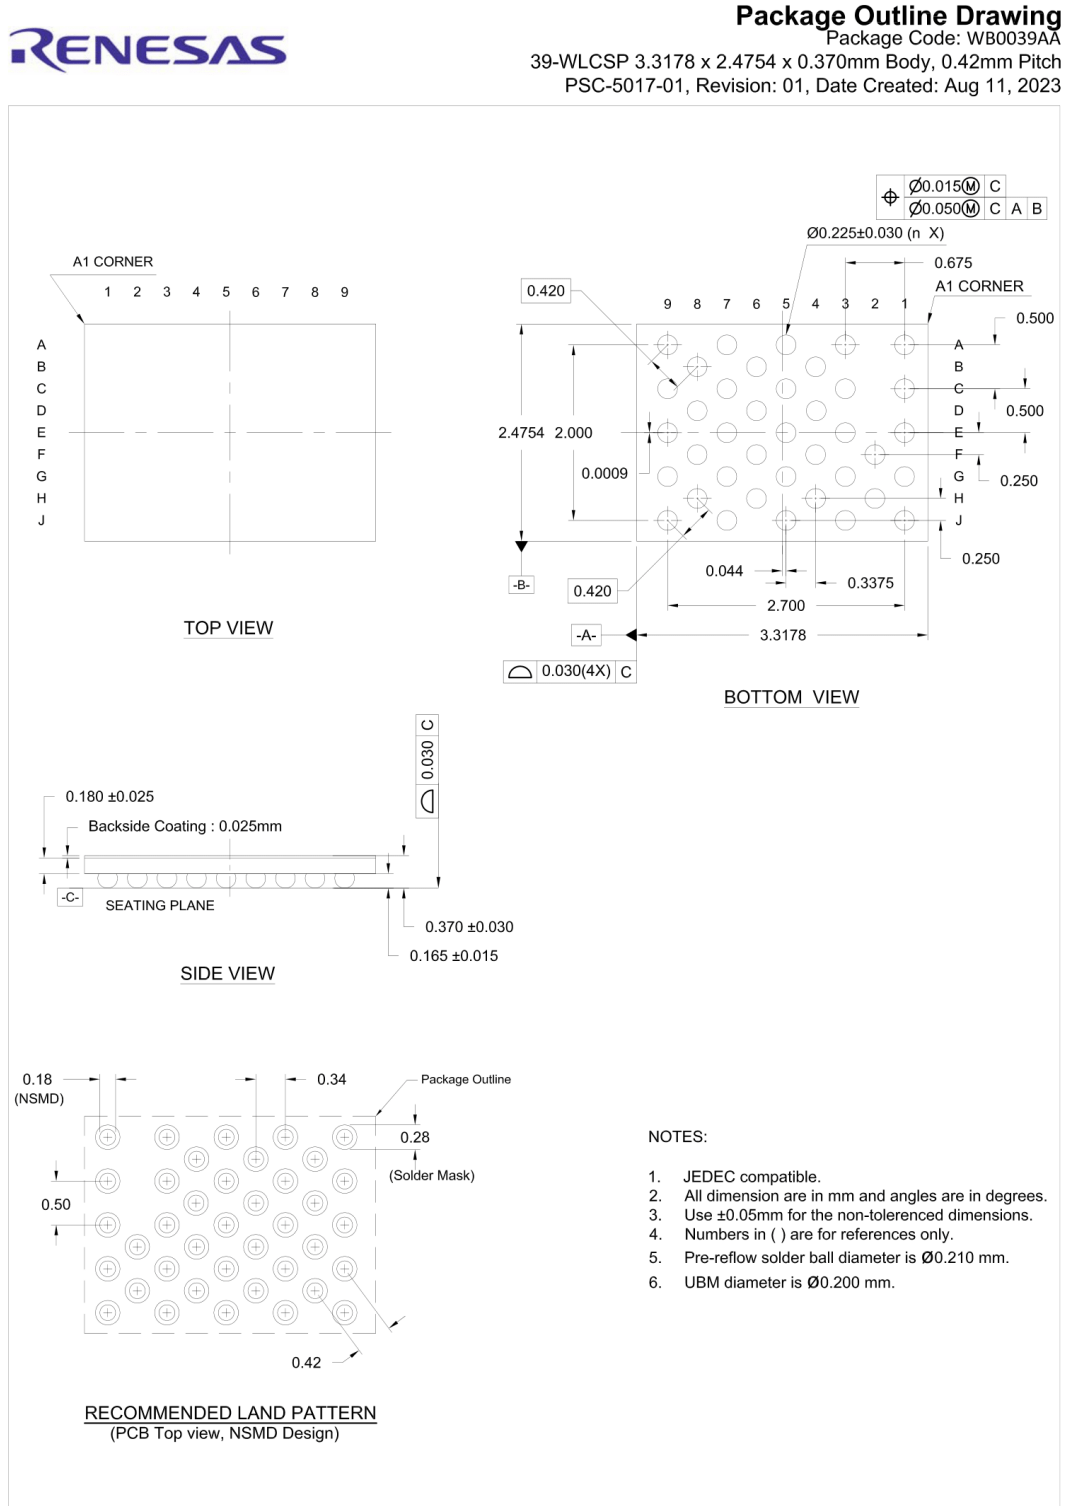 RENESAS
Package Outline Drawing
Package Code: WB0039AA
39-WLCSP 3.3178 x 2.4754 x 0.370mm Body, 0.42mm Pitch
PSC-5017-01, Revision: 01, Date Created: Aug 11, 2023
A1 CORNER
1 2 3 4 5 6 7 8 9
A
B
C
D
E
F
G
H
J
TOP VIEW
Ø0.015Ⓜ C
Ø0.050Ⓜ C A B
Ø0.225±0.030 (n X)
0.675
0.420
A1 CORNER
9 8 7 6 5 4 3 2 1
0.500
A
B
C
D
E
F
G
H
J
0.500
2.4754 2.000
0.0009
0.250
0.250
0.044
0.3375
-B-
0.420
2.700
-A-
3.3178
0.030(4X) C
BOTTOM VIEW
0.030 C
0.180 ±0.025
Backside Coating : 0.025mm
-C-
SEATING PLANE
0.370 ±0.030
0.165 ±0.015
SIDE VIEW
0.18
(NSMD)
0.34
Package Outline
0.28
(Solder Mask)
0.50
0.42
RECOMMENDED LAND PATTERN
(PCB Top view, NSMD Design)
NOTES:
1. JEDEC compatible.
2. All dimension are in mm and angles are in degrees.
3. Use ±0.05mm for the non-tolerenced dimensions.
4. Numbers in ( ) are for references only.
5. Pre-reflow solder ball diameter is Ø0.210 mm.
6. UBM diameter is Ø0.200 mm.